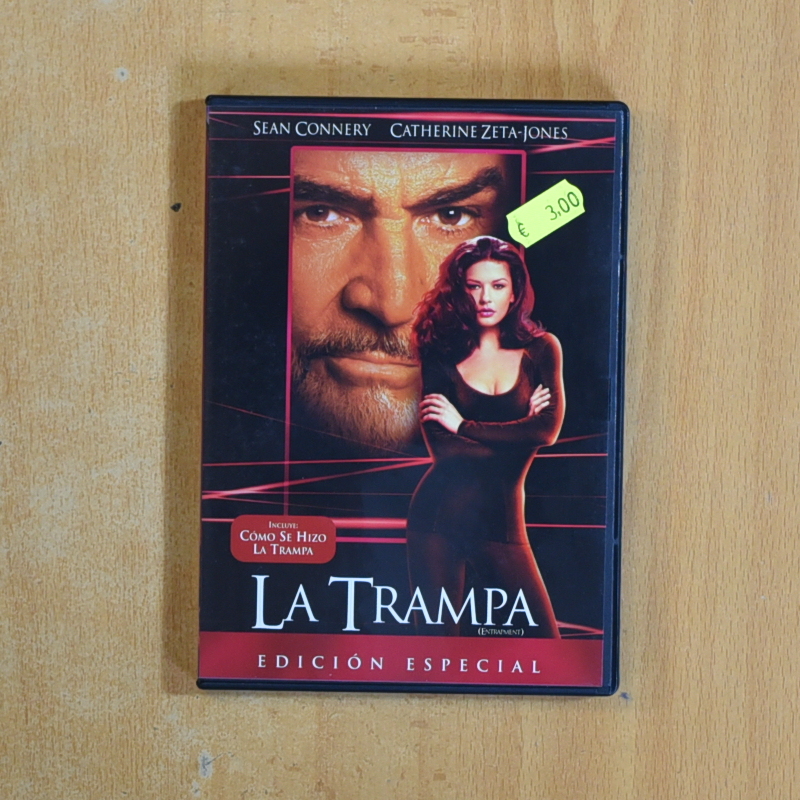 SEAN CONNERY CATHERINE ZETA-JONES
€ 3,00
INCLUYE:
CÓMO SE HIZO
LA TRAMPA
LA TRAMPA
(ENTRAPMENT)
EDICIÓN ESPECIAL